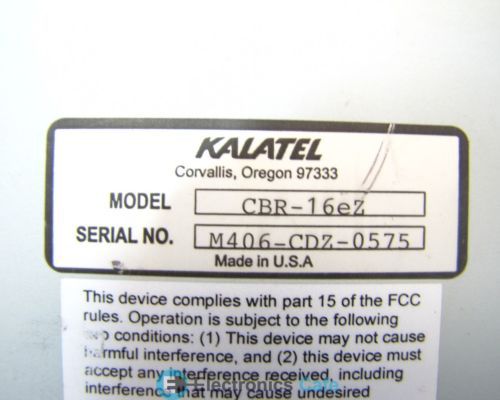 KALATEL
Corvallis, Oregon 97333
MODEL CBR-16eZ
SERIAL NO. M406-CDZ-0575
Made in U.S.A
This device complies with part 15 of the FCC
rules. Operation is subject to the following
two conditions: (1) This device may not cause
harmful interference, and (2) this device must
accept any interference received, including
interference that may cause undesired
Electronics Cafe